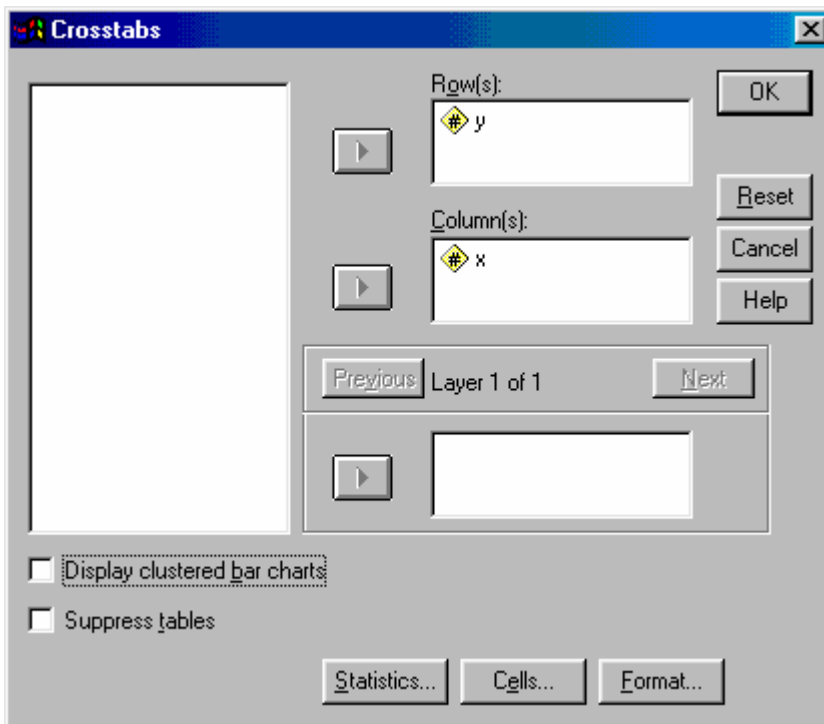 Crosstabs
Row(s):
# y
OK
Reset
Column(s):
# x
Cancel
Help
Previous Layer 1 of 1 Next
Display clustered bar charts
Suppress tables
Statistics... Cells... Format...